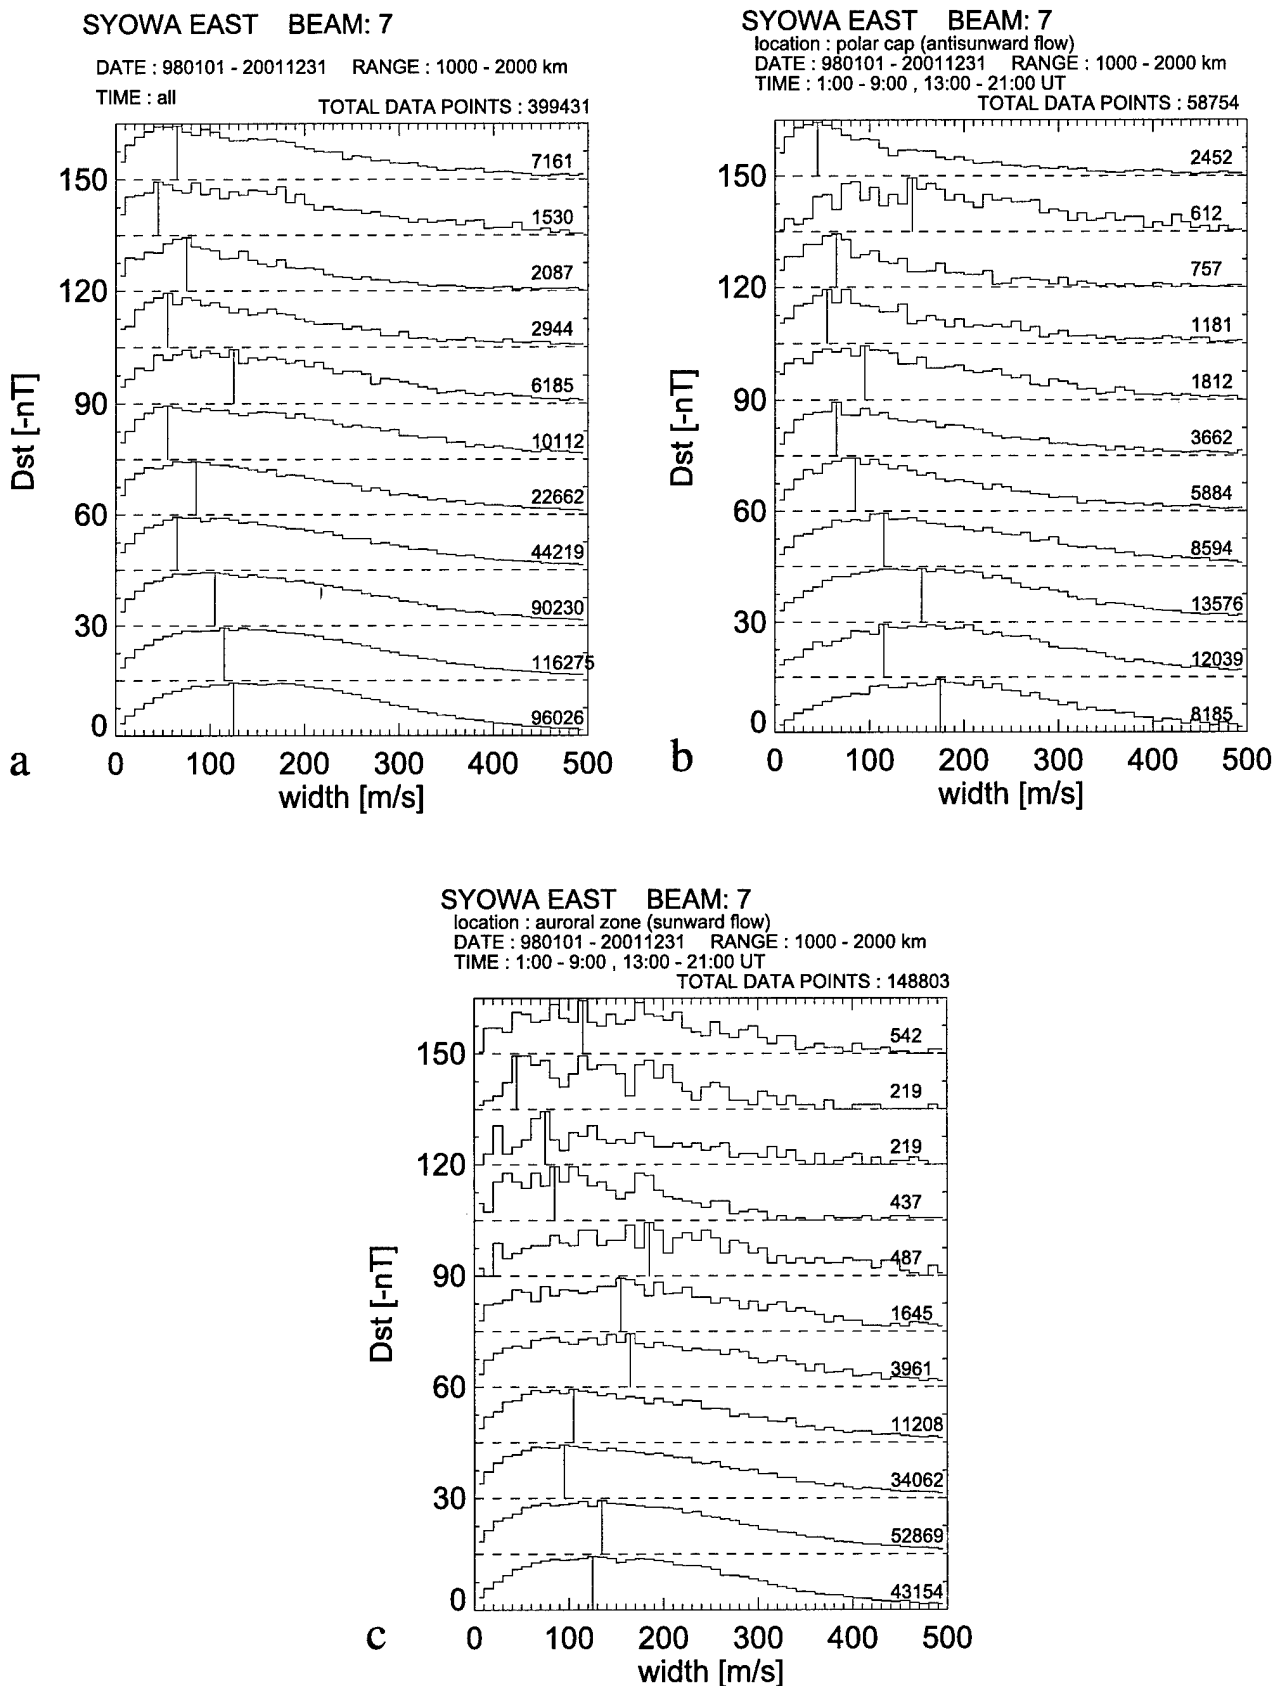 SYOWA EAST BEAM: 7
DATE : 980101 - 20011231 RANGE : 1000 - 2000 km
TIME : all
TOTAL DATA POINTS : 399431
7161
150
1530
2087
120
2944
6185
90
10112
22662
60
44219
90230
30
116275
96026
0
Dst [-nT]
0 100 200 300 400 500
width [m/s]
a
SYOWA EAST BEAM: 7
location : polar cap (antisunward flow)
DATE : 980101 - 20011231 RANGE : 1000 - 2000 km
TIME : 1:00 - 9:00 , 13:00 - 21:00 UT
TOTAL DATA POINTS : 58754
2452
150
612
757
120
1181
1812
90
3662
5884
60
8594
13576
30
12039
8185
0
Dst [-nT]
0 100 200 300 400 500
width [m/s]
b
SYOWA EAST BEAM: 7
location : auroral zone (sunward flow)
DATE : 980101 - 20011231 RANGE : 1000 - 2000 km
TIME : 1:00 - 9:00 , 13:00 - 21:00 UT
TOTAL DATA POINTS : 148803
542
150
219
219
120
437
487
90
1645
3961
60
11208
34062
30
52869
43154
0
Dst [-nT]
0 100 200 300 400 500
width [m/s]
c